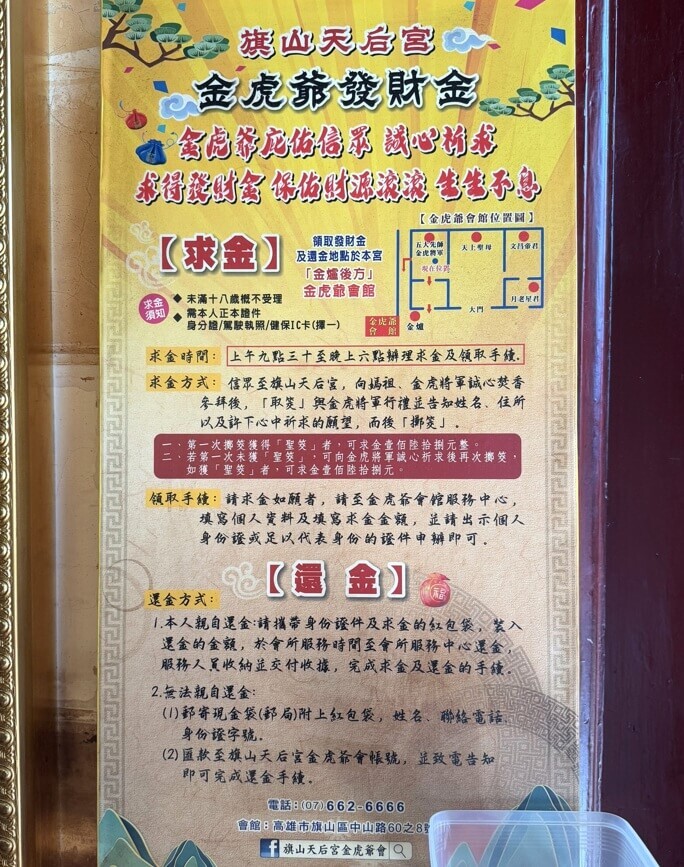 旗山天后宮
金虎爺發財金
金虎爺庇佑信眾 誠心祈求
求得發財金 保佑財源滾滾 生生不息
【金虎爺會館位置圖】
【求金】
領取發財金
及還金地點於本宮
「金爐後方」
金虎爺會館
五大先師
金虎將軍
天上聖母
文昌帝君
現在位置
月老星君
大門
金虎爺
會館
金爐
求金
須知
◆ 未滿十八歲概不受理
◆ 需本人正本證件
身分證/駕駛執照/健保IC卡(擇一)
求金時間：上午九點三十至晚上六點辦理求金及領取手續.
求金方式：信眾至旗山天后宮，向媽祖、金虎將軍誠心焚香
參拜後，「取筊」與金虎將軍行禮並告知姓名、住所
以及許下心中祈求的願望，而後「擲筊」.
一、第一次擲筊獲得「聖筊」者，可求金壹佰陸拾捌元整。
二、若第一次未獲「聖筊」，可向金虎將軍誠心祈求後再次擲筊，
如獲「聖筊」者，可求金壹佰陸拾捌元.
領取手續：請求金如願者，請至金虎爺會館服務中心，
填寫個人資料及填寫求金金額，並請出示個人
身份證或足以代表身份的證件申辦即可.
【還金】
福
還金方式：
1.本人親自還金:請攜帶身份證件及求金的紅包袋，裝入
還金的金額，於會所服務時間至會所服務中心還金，
服務人員收納並交付收據，完成求金及還金的手續.
2.無法親自還金:
(1)郵寄現金袋(郵局)附上紅包袋，姓名、聯絡電話、
身份證字號.
(2)匯款至旗山天后宮金虎爺會帳號，並致電告知
即可完成還金手續.
電話：(07)662-6666
會館：高雄市旗山區中山路60之8號
f 旗山天后宮金虎爺會